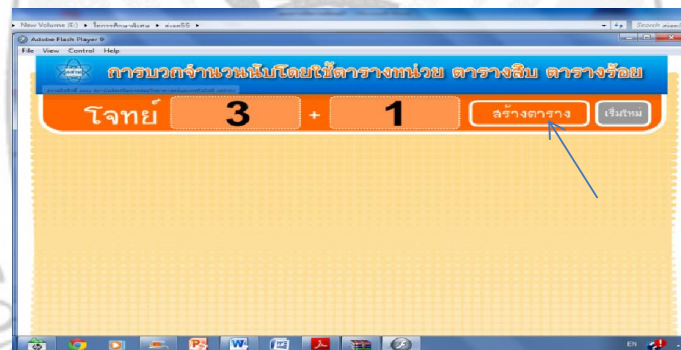 New Volume (E:)
Search
Adobe Flash Player 9
File View Control Help
การบวกจำนวนนับโดยใช้ตารางหน่วย ตารางสิบ ตารางร้อย
โจทย์ 3 + 1 สร้างตาราง เริ่มใหม่
EN